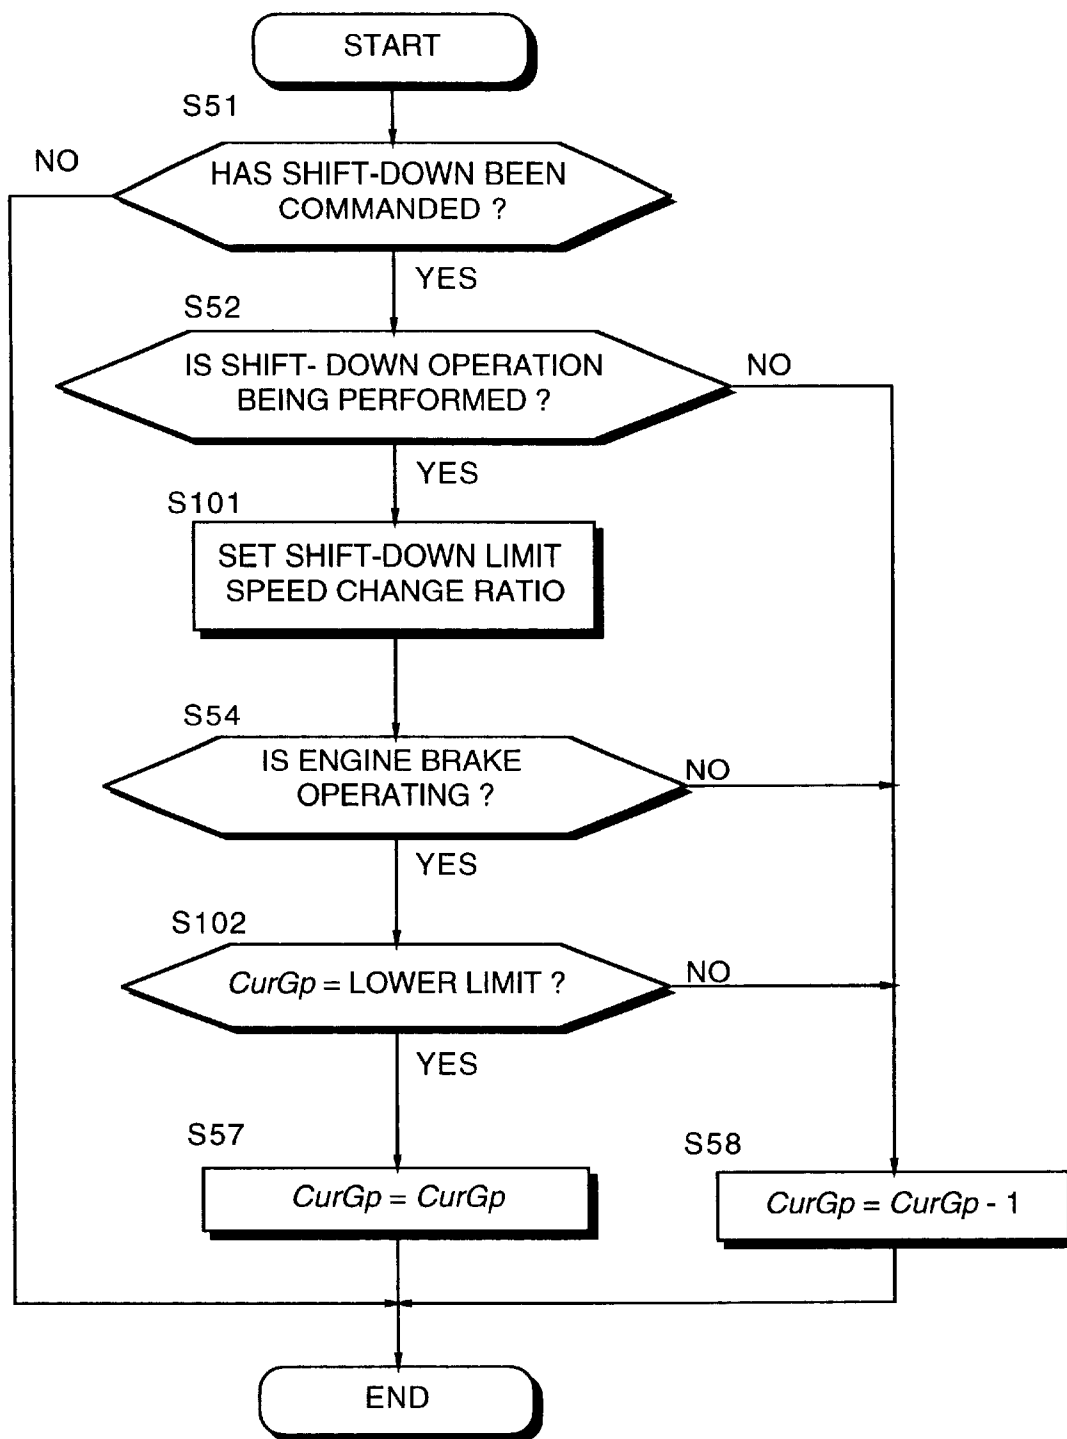 START
S51
NO
HAS SHIFT-DOWN BEEN
COMMANDED ?
YES
S52
IS SHIFT- DOWN OPERATION
BEING PERFORMED ?
NO
YES
S101
SET SHIFT-DOWN LIMIT
SPEED CHANGE RATIO
S54
IS ENGINE BRAKE
OPERATING ?
NO
YES
S102
CurGp = LOWER LIMIT ?
NO
YES
S57
CurGp = CurGp
S58
CurGp = CurGp - 1
END